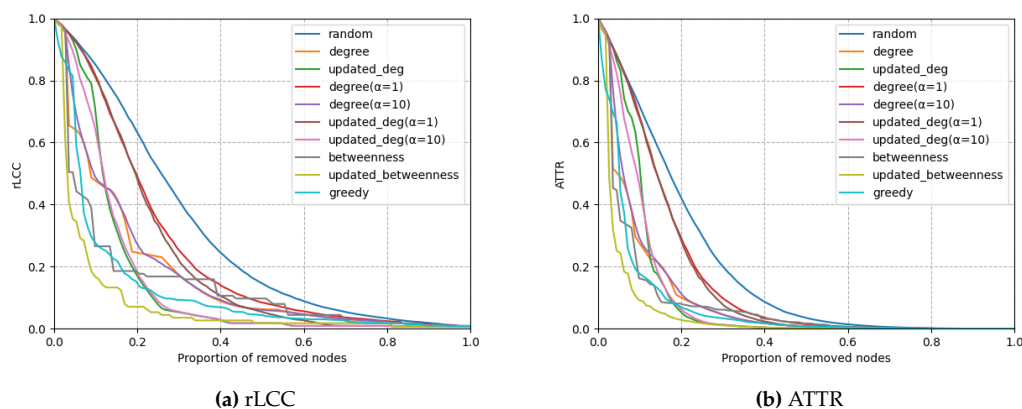 1.0
0.8
0.6
0.4
0.2
0.0
rLCC
random
degree
updated_deg
degree(α=1)
degree(α=10)
updated_deg(α=1)
updated_deg(α=10)
betweenness
updated_betweenness
greedy
0.0 0.2 0.4 0.6 0.8 1.0
Proportion of removed nodes
(a) rLCC
1.0
0.8
0.6
0.4
0.2
0.0
ATTR
random
degree
updated_deg
degree(α=1)
degree(α=10)
updated_deg(α=1)
updated_deg(α=10)
betweenness
updated_betweenness
greedy
0.0 0.2 0.4 0.6 0.8 1.0
Proportion of removed nodes
(b) ATTR